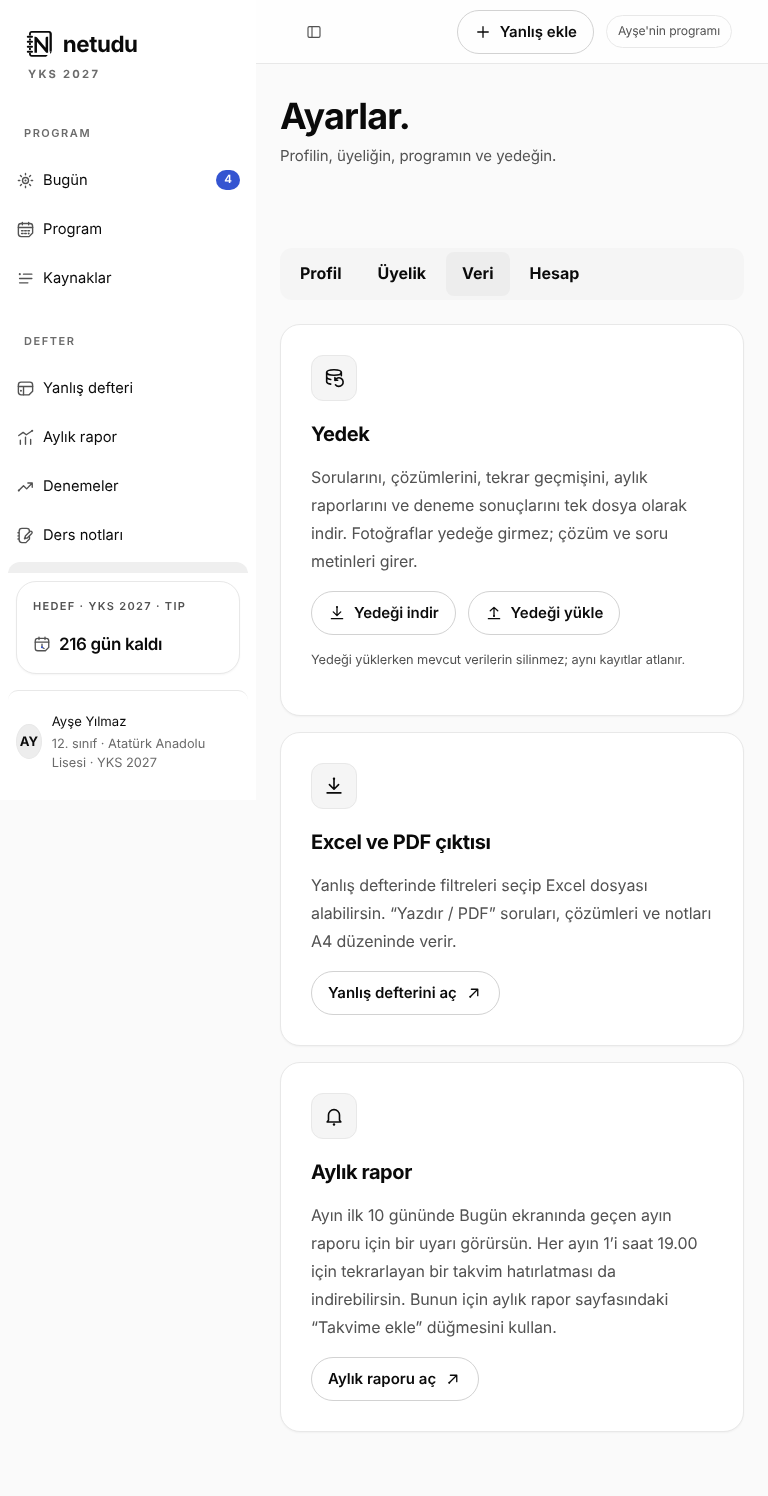 netudu
YKS 2027
PROGRAM
Bugün
4
Program
Kaynaklar
DEFTER
Yanlış defteri
Aylık rapor
Denemeler
Ders notları
HEDEF · YKS 2027 · TIP
216 gün kaldı
AY
Ayşe Yılmaz
12. sınıf · Atatürk Anadolu
Lisesi · YKS 2027
Yanlış ekle
Ayşe'nin programı
Ayarlar.
Profilin, üyeliğin, programın ve yedeğin.
Profil
Üyelik
Veri
Hesap
Yedek
Sorularını, çözümlerini, tekrar geçmişini, aylık
raporlarını ve deneme sonuçlarını tek dosya olarak
indir. Fotoğraflar yedeğe girmez; çözüm ve soru
metinleri girer.
Yedeği indir
Yedeği yükle
Yedeği yüklerken mevcut verilerin silinmez; aynı kayıtlar atlanır.
Excel ve PDF çıktısı
Yanlış defterinde filtreleri seçip Excel dosyası
alabilirsin. “Yazdır / PDF” soruları, çözümleri ve notları
A4 düzeninde verir.
Yanlış defterini aç
Aylık rapor
Ayın ilk 10 gününde Bugün ekranında geçen ayın
raporu için bir uyarı görürsün. Her ayın 1’i saat 19.00
için tekrarlayan bir takvim hatırlatması da
indirebilirsin. Bunun için aylık rapor sayfasındaki
“Takvime ekle” düğmesini kullan.
Aylık raporu aç